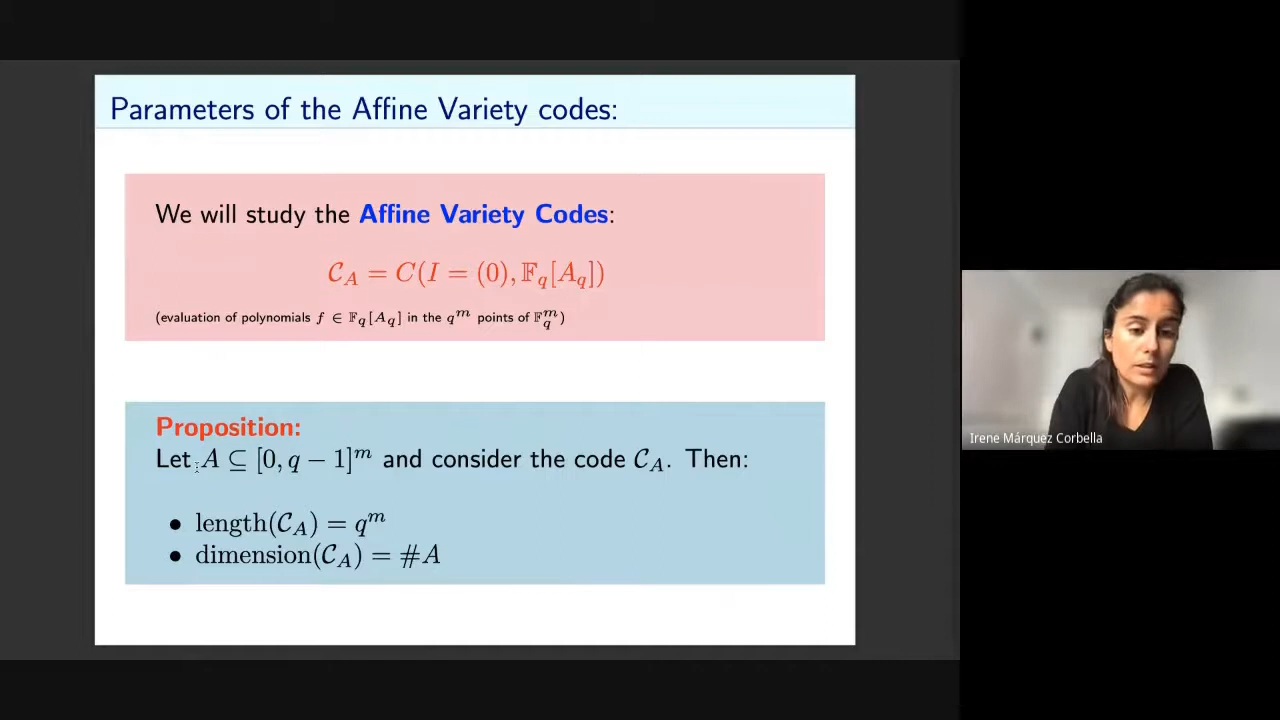 Parameters of the Affine Variety codes:
We will study the Affine Variety Codes:
𝒞_A = C(I = (0), 𝔽_q[A_q])
(evaluation of polynomials f ∈ 𝔽_q[A_q] in the q^m points of 𝔽_q^m)
Proposition:
Let A ⊆ [0, q − 1]^m and consider the code 𝒞_A. Then:
• length(𝒞_A) = q^m
• dimension(𝒞_A) = #A
Irene Márquez Corbella